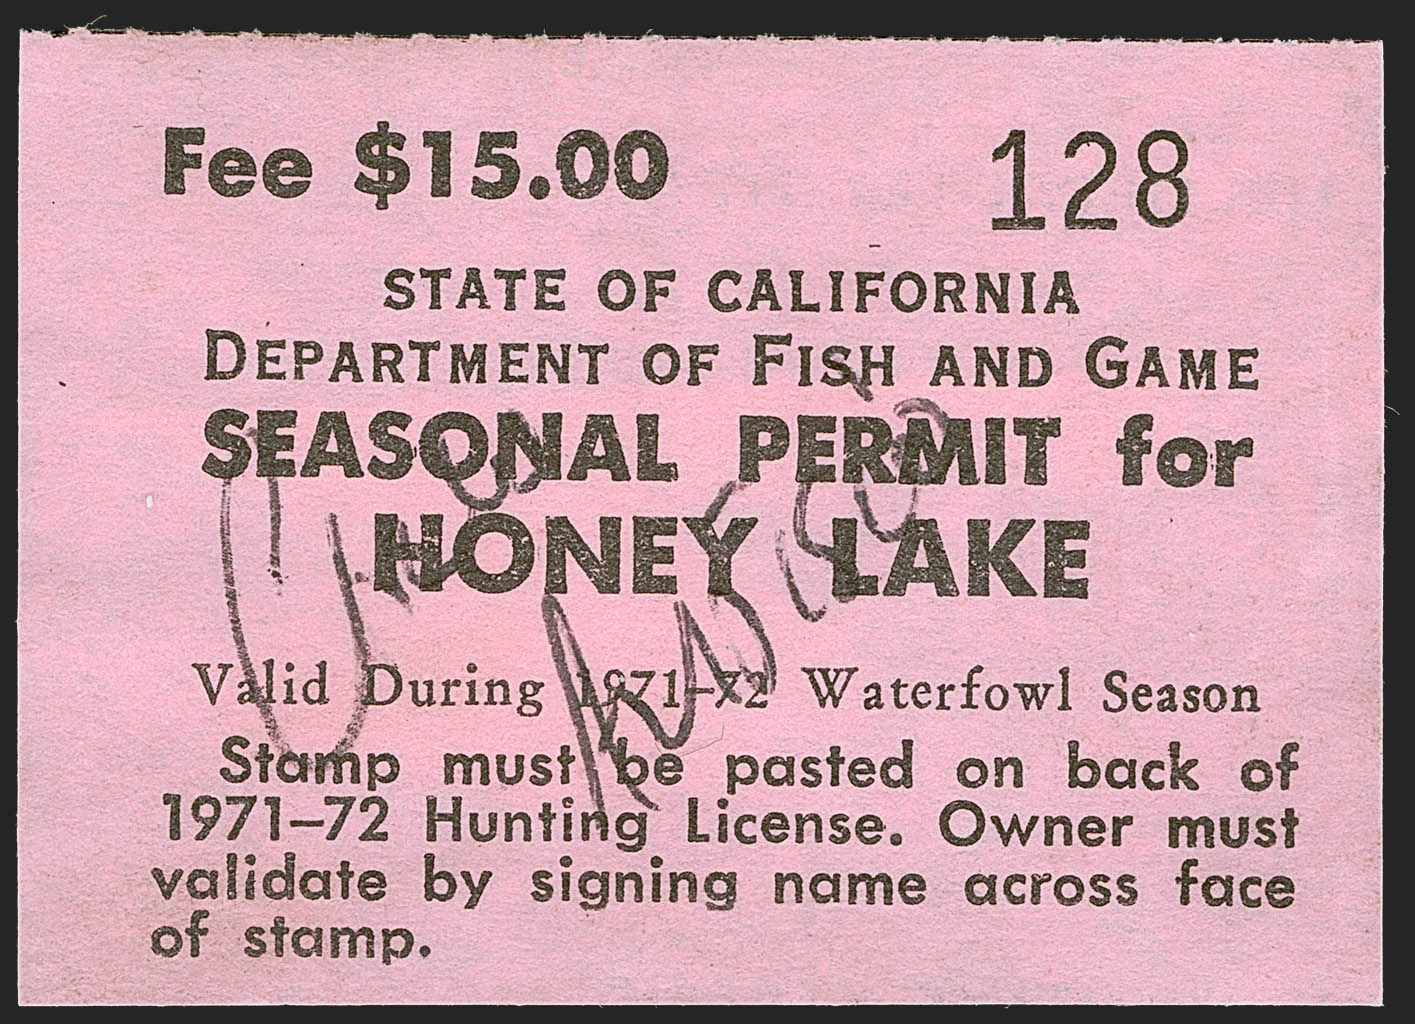 Fee $15.00 128
STATE OF CALIFORNIA
DEPARTMENT OF FISH AND GAME
SEASONAL PERMIT for
HONEY LAKE
Valid During 1971-72 Waterfowl Season
Stamp must be pasted on back of
1971-72 Hunting License. Owner must
validate by signing name across face
of stamp.